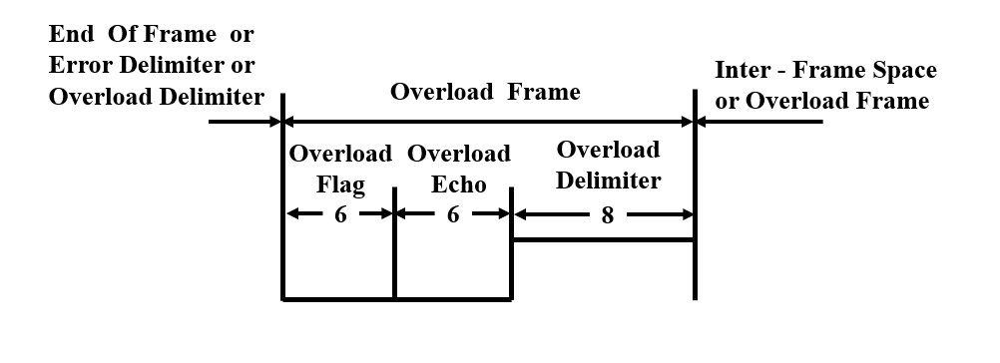 End Of Frame or
Error Delimiter or
Overload Delimiter
Overload Frame
Inter - Frame Space
or Overload Frame
Overload
Flag
6
Overload
Echo
6
Overload
Delimiter
8